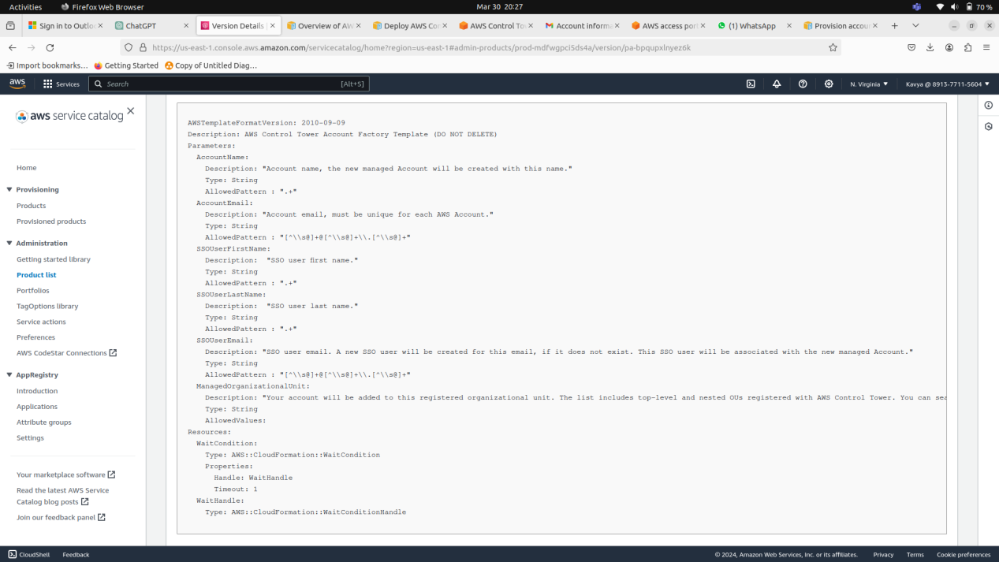 Activities
Firefox Web Browser
Mar 30 20:27
70 %
Sign in to Outlo
ChatGPT
Version Details |
Overview of AW
Deploy AWS Co
AWS Control To
Account informa
AWS access por
(1) WhatsApp
Provision accou
https://us-east-1.console.aws.amazon.com/servicecatalog/home?region=us-east-1#admin-products/prod-mdfwgpci5ds4a/version/pa-bpqupxlnyez6k
Import bookmarks…
Getting Started
Copy of Untitled Diag…
aws
Services
Search
[Alt+S]
N. Virginia
Kavya @ 8913-7711-5604
aws service catalog
Home
Provisioning
Products
Provisioned products
Administration
Getting started library
Product list
Portfolios
TagOptions library
Service actions
Preferences
AWS CodeStar Connections
AppRegistry
Introduction
Applications
Attribute groups
Settings
Your marketplace software
Read the latest AWS Service
Catalog blog posts
Join our feedback panel
AWSTemplateFormatVersion: 2010-09-09
Description: AWS Control Tower Account Factory Template (DO NOT DELETE)
Parameters:
AccountName:
Description: "Account name, the new managed Account will be created with this name."
Type: String
AllowedPattern : ".+"
AccountEmail:
Description: "Account email, must be unique for each AWS Account."
Type: String
AllowedPattern : "[^\\s@]+@[^\\s@]+\\.[^\\s@]+"
SSOUserFirstName:
Description: "SSO user first name."
Type: String
AllowedPattern : ".+"
SSOUserLastName:
Description: "SSO user last name."
Type: String
AllowedPattern : ".+"
SSOUserEmail:
Description: "SSO user email. A new SSO user will be created for this email, if it does not exist. This SSO user will be associated with the new managed Account."
Type: String
AllowedPattern : "[^\\s@]+@[^\\s@]+\\.[^\\s@]+"
ManagedOrganizationalUnit:
Description: "Your account will be added to this registered organizational unit. The list includes top-level and nested OUs registered with AWS Control Tower. You can sea
Type: String
AllowedValues:
Resources:
WaitCondition:
Type: AWS::CloudFormation::WaitCondition
Properties:
Handle: WaitHandle
Timeout: 1
WaitHandle:
Type: AWS::CloudFormation::WaitConditionHandle
CloudShell
Feedback
© 2024, Amazon Web Services, Inc. or its affiliates.
Privacy
Terms
Cookie preferences